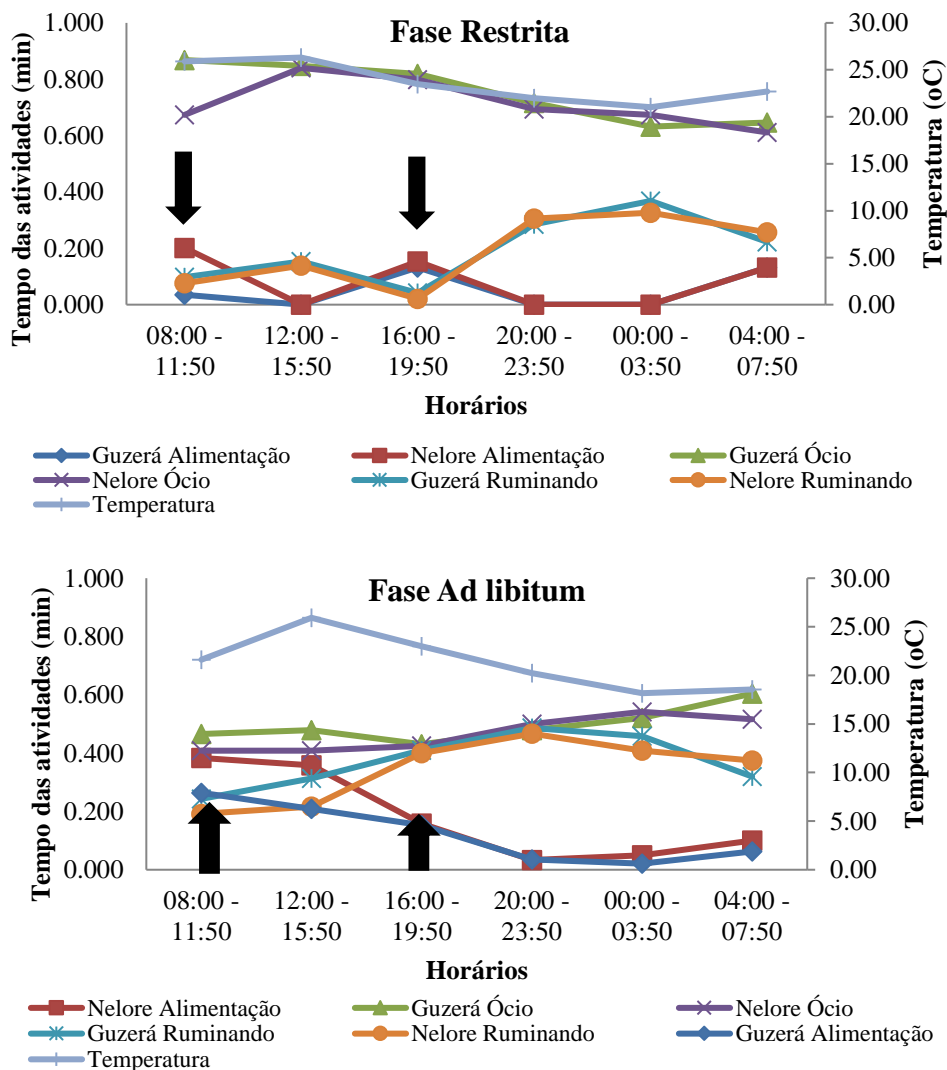 Fase Restrita
Tempo das atividades (min)
1.000
0.800
0.600
0.400
0.200
0.000
30.00
25.00
20.00
15.00
10.00
5.00
0.00
Temperatura (oC)
08:00 - 12:00 - 16:00 - 20:00 - 00:00 - 04:00 -
11:50 15:50 19:50 23:50 03:50 07:50
Horários
Guzerá Alimentação Nelore Alimentação Guzerá Ócio
Nelore Ócio Guzerá Ruminando Nelore Ruminando
Temperatura
Fase Ad libitum
Tempo das atividades (min)
1.000
0.800
0.600
0.400
0.200
0.000
30.00
25.00
20.00
15.00
10.00
5.00
0.00
Temperatura (oC)
08:00 - 12:00 - 16:00 - 20:00 - 00:00 - 04:00 -
11:50 15:50 19:50 23:50 03:50 07:50
Horários
Nelore Alimentação Guzerá Ócio Nelore Ócio
Guzerá Ruminando Nelore Ruminando Guzerá Alimentação
Temperatura